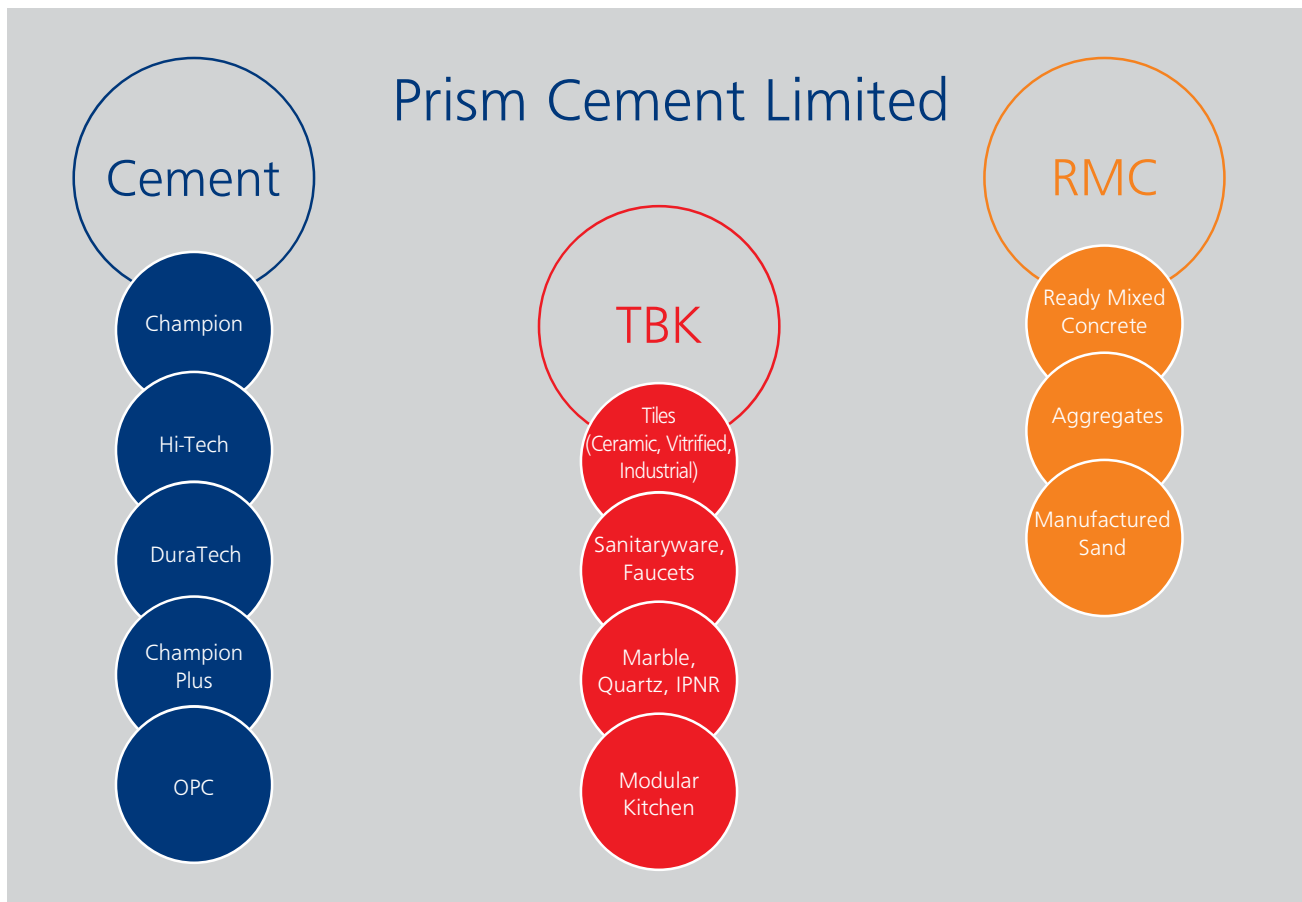 Prism Cement Limited
Cement
Champion
Hi-Tech
DuraTech
Champion
Plus
OPC
TBK
Tiles
(Ceramic, Vitrified,
Industrial)
Sanitaryware,
Faucets
Marble,
Quartz, IPNR
Modular
Kitchen
RMC
Ready Mixed
Concrete
Aggregates
Manufactured
Sand